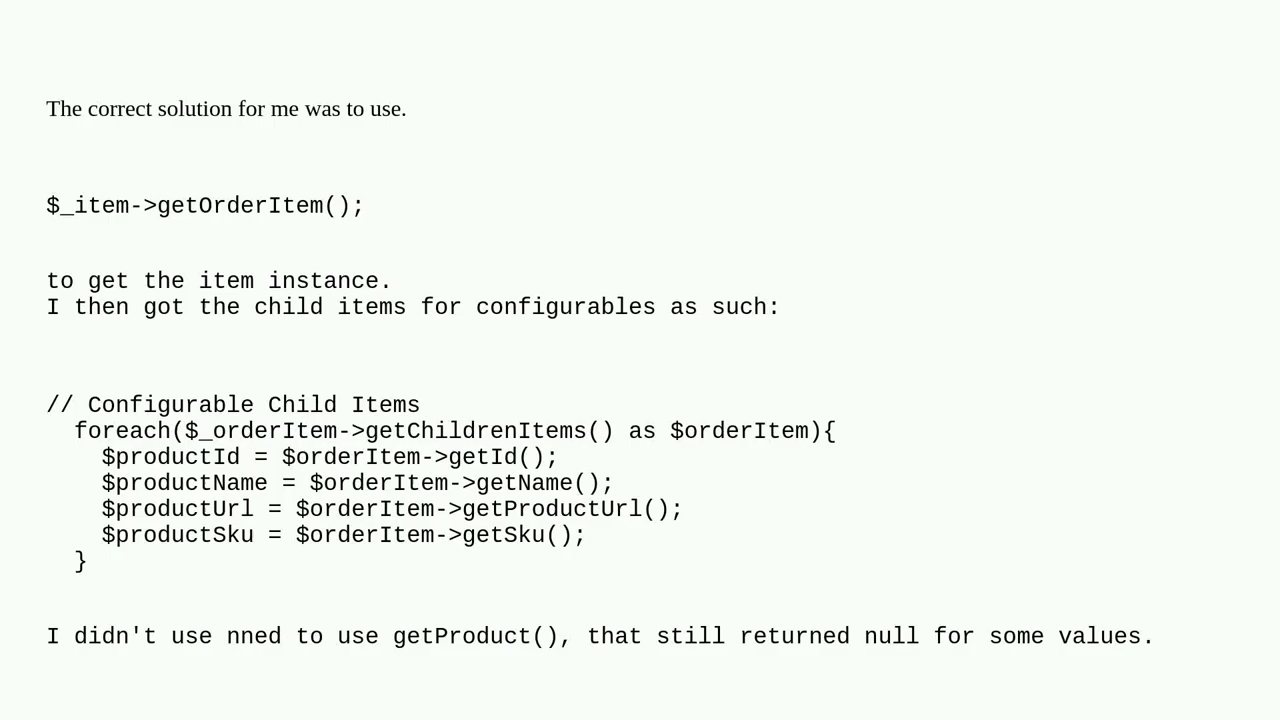 The correct solution for me was to use.
$_item->getOrderItem();
to get the item instance.
I then got the child items for configurables as such:
// Configurable Child Items
  foreach($_orderItem->getChildrenItems() as $orderItem){
    $productId = $orderItem->getId();
    $productName = $orderItem->getName();
    $productUrl = $orderItem->getProductUrl();
    $productSku = $orderItem->getSku();
  }
I didn't use nned to use getProduct(), that still returned null for some values.